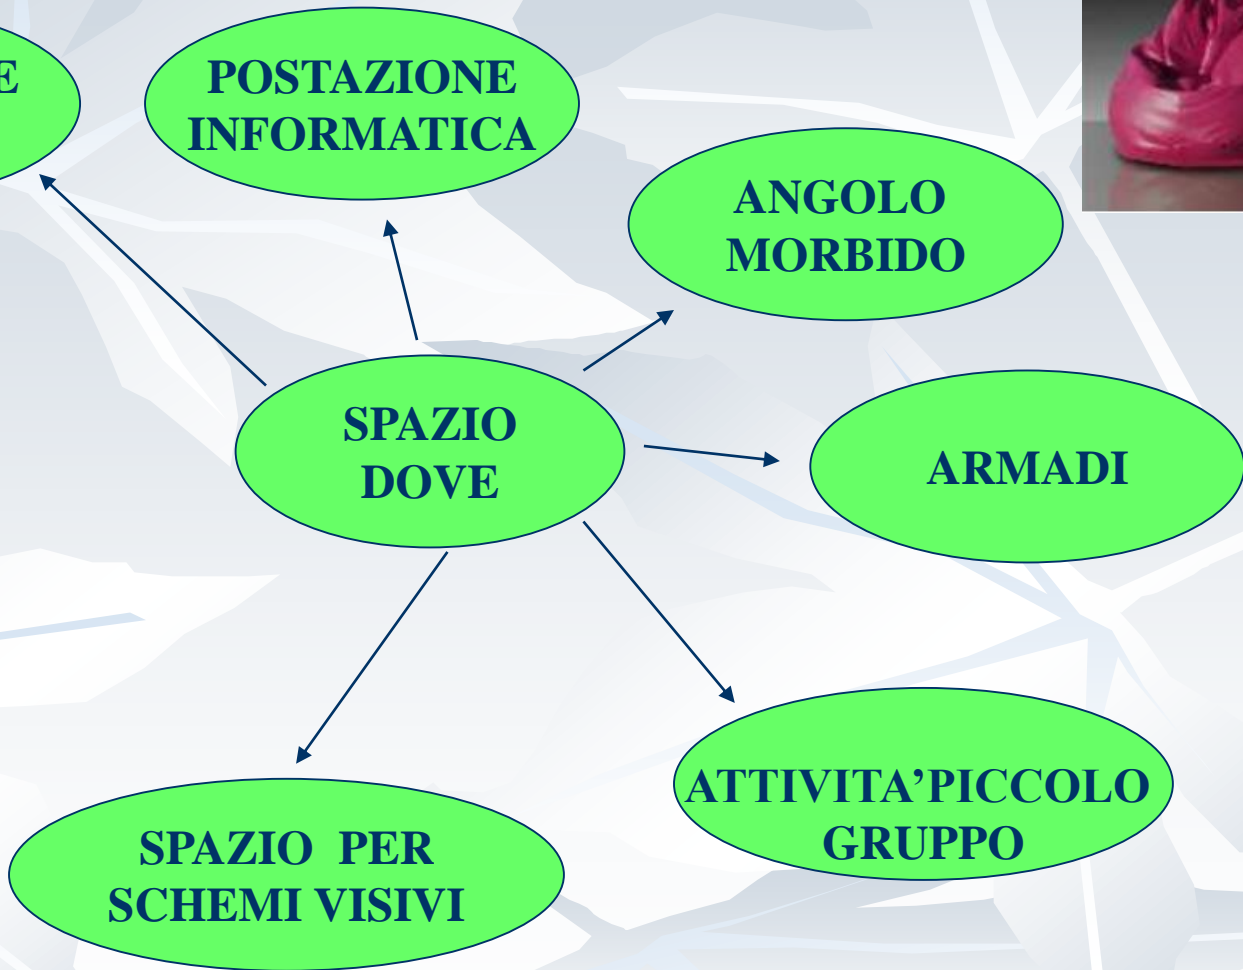 POSTAZIONE
INFORMATICA
ANGOLO
MORBIDO
SPAZIO
DOVE
ARMADI
ATTIVITA’PICCOLO
GRUPPO
SPAZIO PER
SCHEMI VISIVI